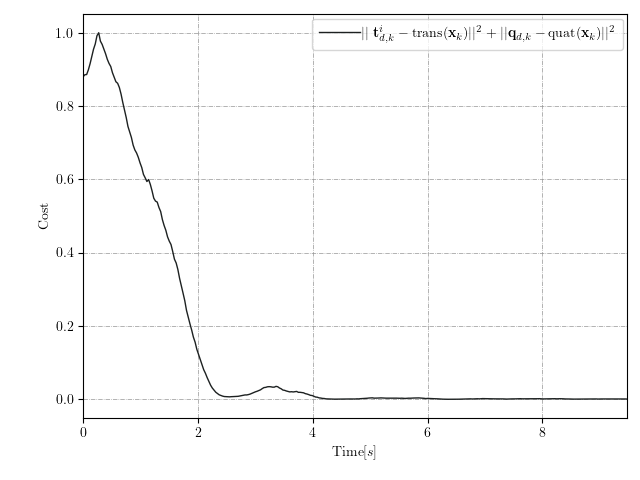 || t^i_{d,k} − trans(x_k)||² + ||q_{d,k} − quat(x_k)||²
1.0
0.8
0.6
0.4
0.2
0.0
Cost
0 2 4 6 8
Time[s]